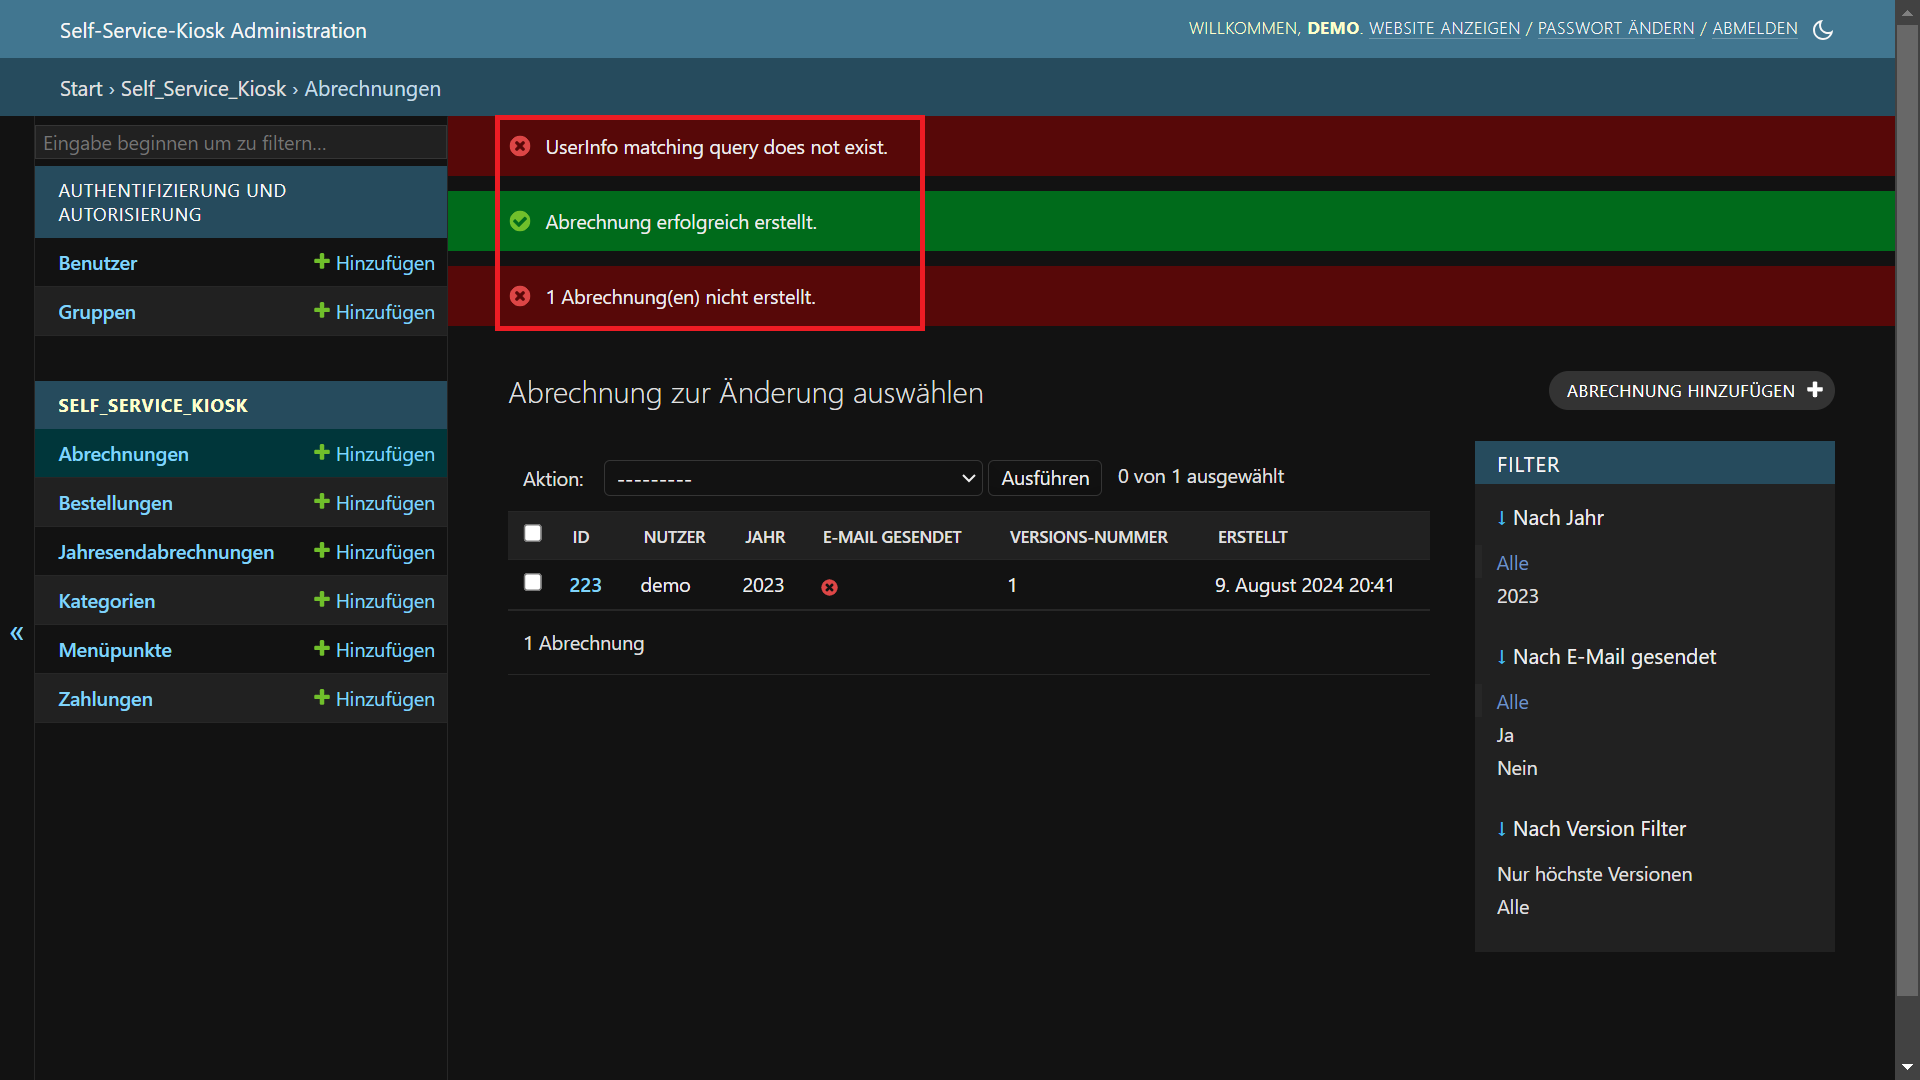 Self-Service-Kiosk Administration
WILLKOMMEN, DEMO. WEBSITE ANZEIGEN / PASSWORT ÄNDERN / ABMELDEN
Start › Self_Service_Kiosk › Abrechnungen
Eingabe beginnen um zu filtern...
AUTHENTIFIZIERUNG UND
AUTORISIERUNG
Benutzer Hinzufügen
Gruppen Hinzufügen
SELF_SERVICE_KIOSK
Abrechnungen Hinzufügen
Bestellungen Hinzufügen
Jahresendabrechnungen Hinzufügen
Kategorien Hinzufügen
Menüpunkte Hinzufügen
Zahlungen Hinzufügen
«
UserInfo matching query does not exist.
Abrechnung erfolgreich erstellt.
1 Abrechnung(en) nicht erstellt.
Abrechnung zur Änderung auswählen
ABRECHNUNG HINZUFÜGEN
Aktion: --------- Ausführen 0 von 1 ausgewählt
ID NUTZER JAHR E-MAIL GESENDET VERSIONS-NUMMER ERSTELLT
223 demo 2023 1 9. August 2024 20:41
1 Abrechnung
FILTER
↓ Nach Jahr
Alle
2023
↓ Nach E-Mail gesendet
Alle
Ja
Nein
↓ Nach Version Filter
Nur höchste Versionen
Alle